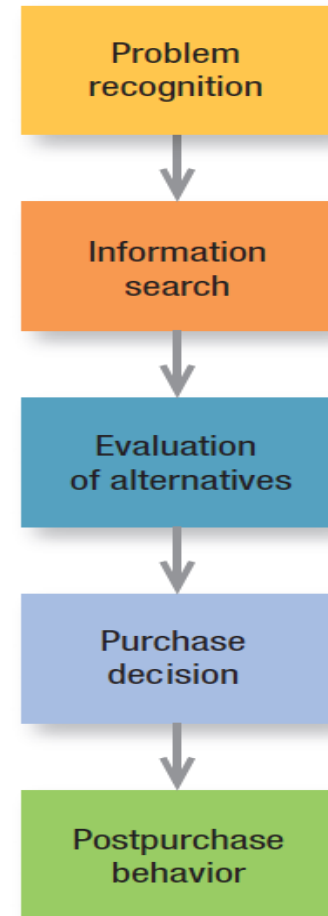 Problem
recognition
Information
search
Evaluation
of alternatives
Purchase
decision
Postpurchase
behavior